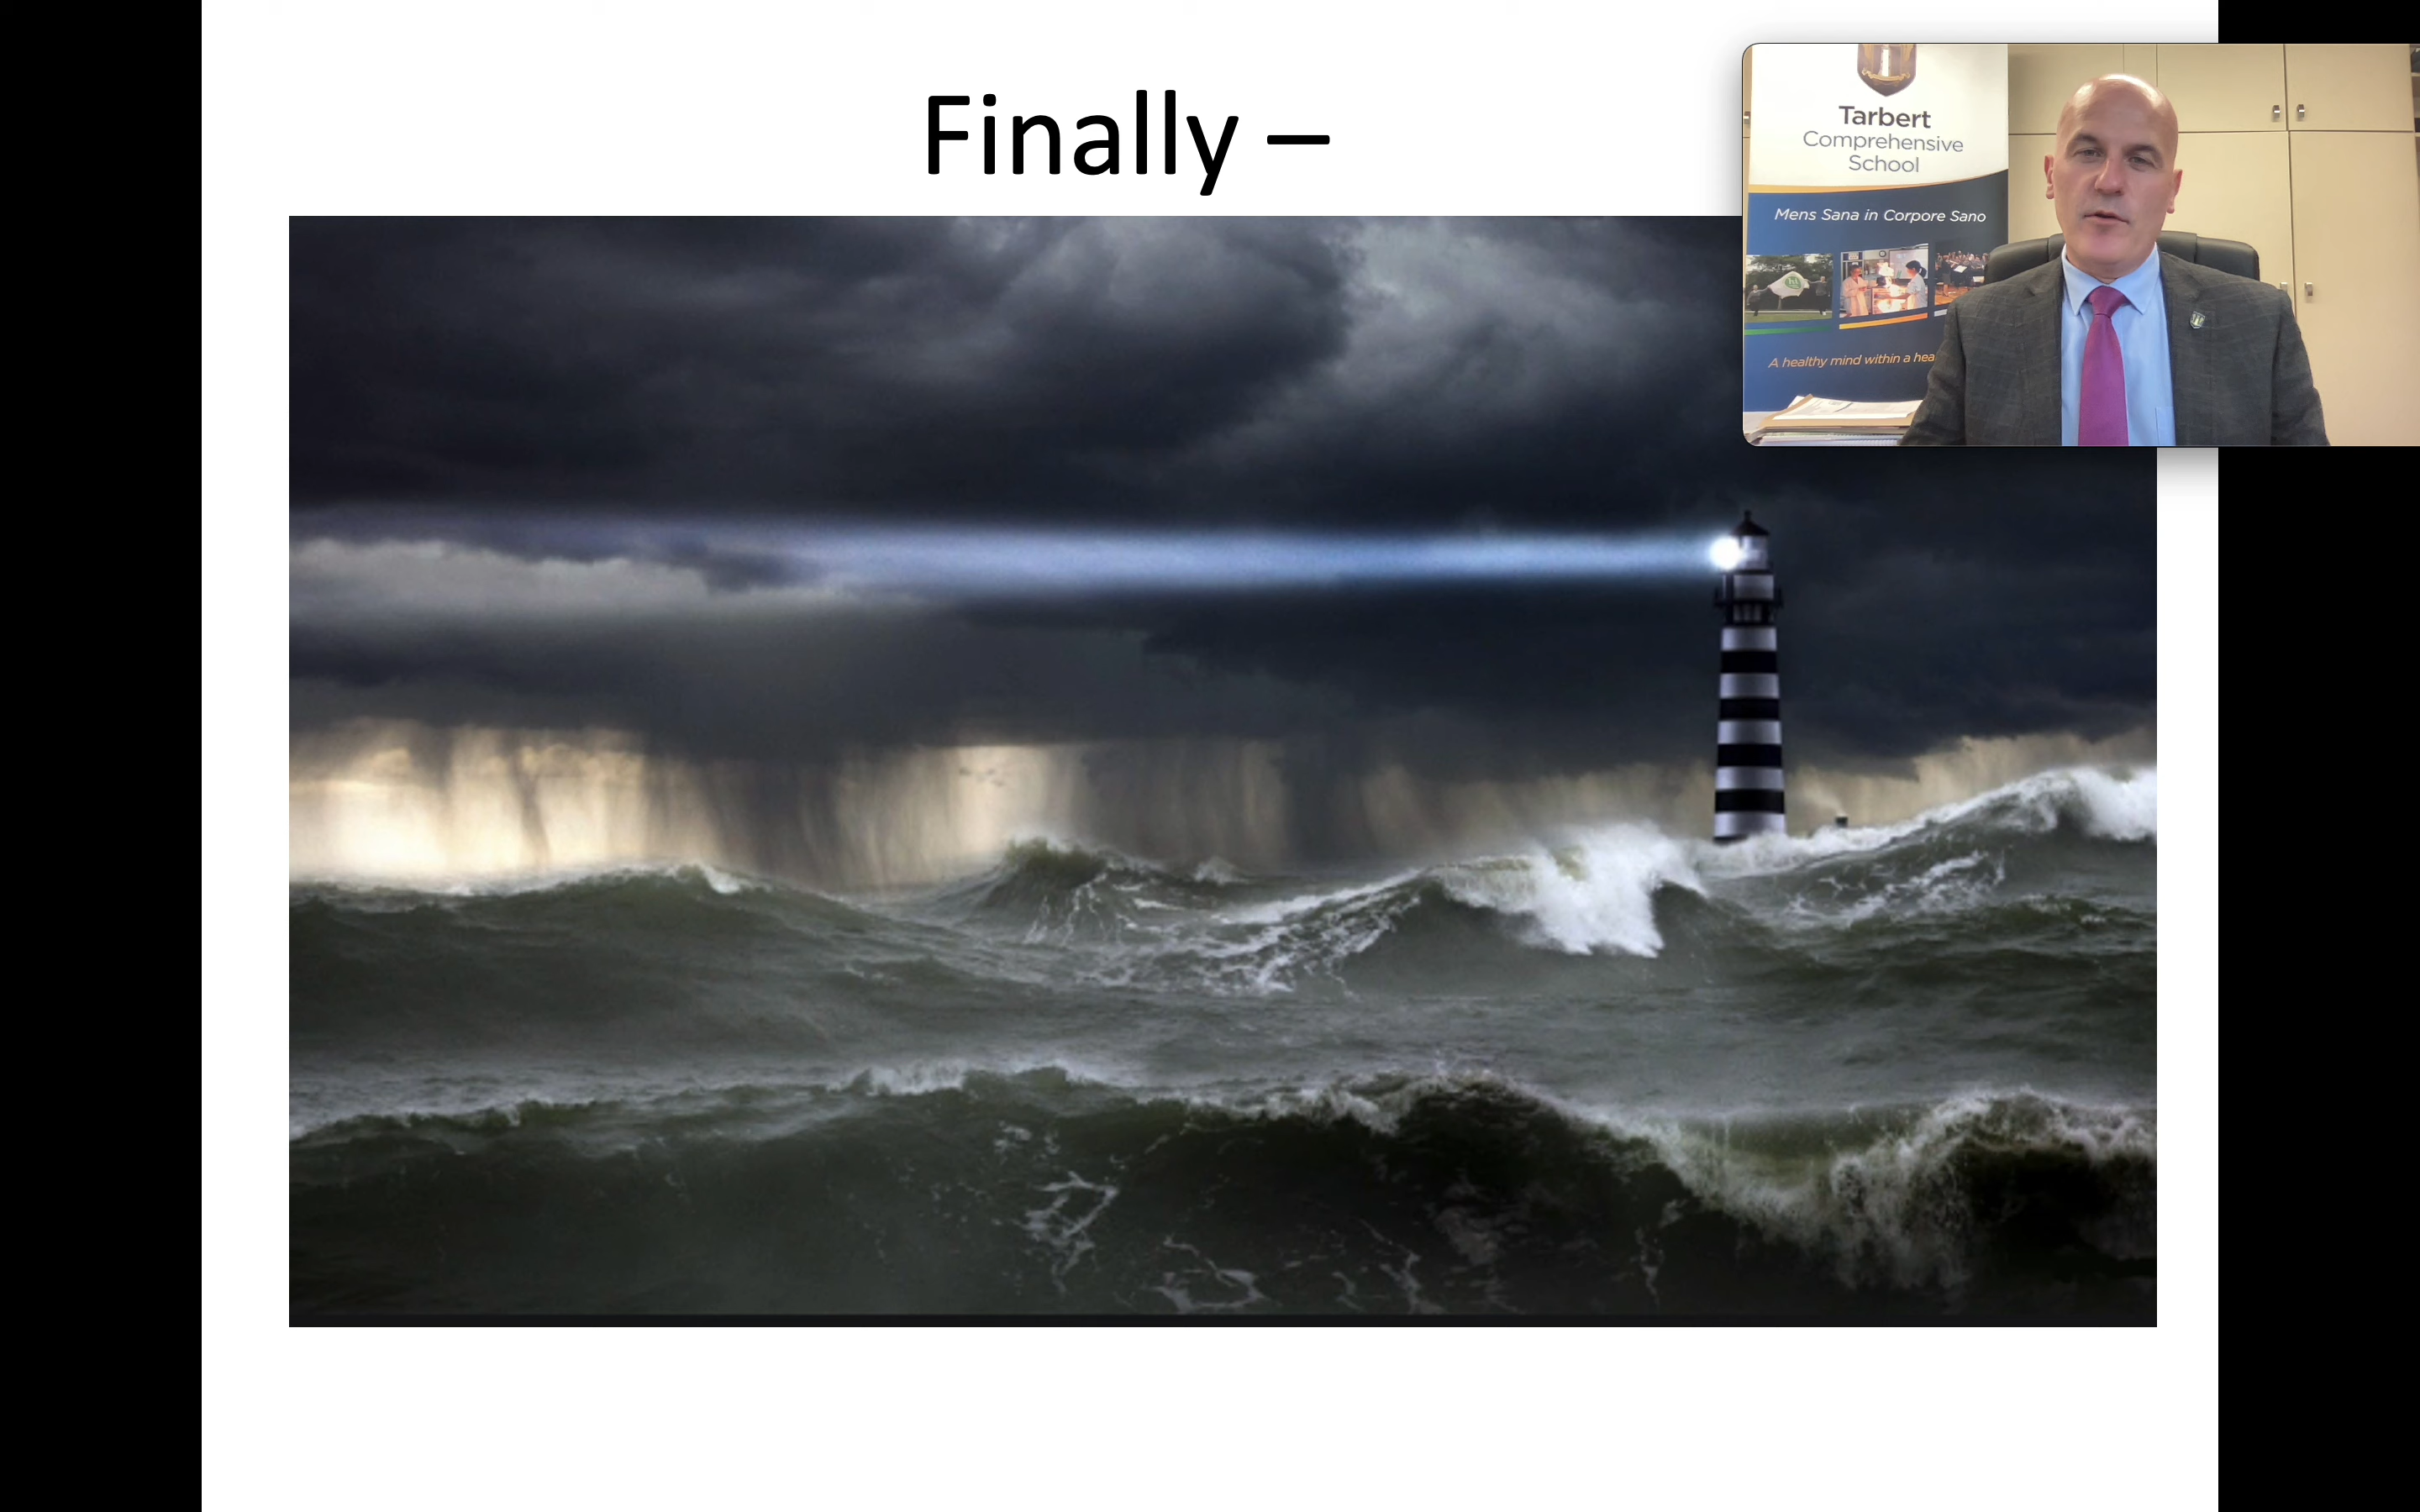 Finally –
Tarbert
Comprehensive
School
Mens Sana in Corpore Sano
A healthy mind within a hea